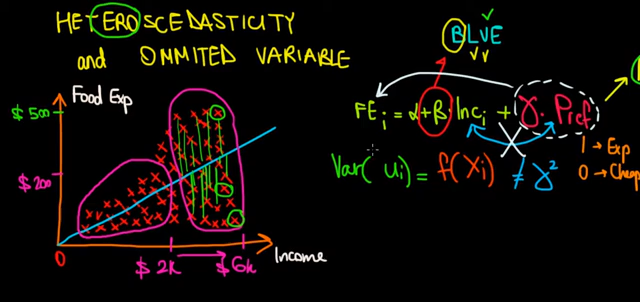 HETEROSCEDASTICITY
and OMMITED VARIABLE
BLUE
Food Exp
$500
$200
0
$2k
$6k
Income
FEi = α+β·Inci + γ·Pref
Var( ui) = f(Xi) ≠ γ²
1 → Exp
0 → Cheap